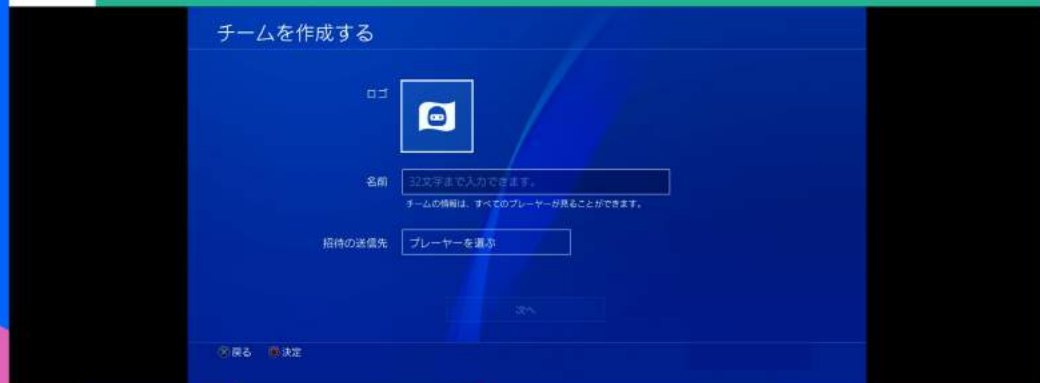 チームを作成する
ロゴ
名前
32文字まで入力できます。
チームの情報は、すべてのプレーヤーが見ることができます。
招待の送信先
プレーヤーを選ぶ
次へ
戻る 決定